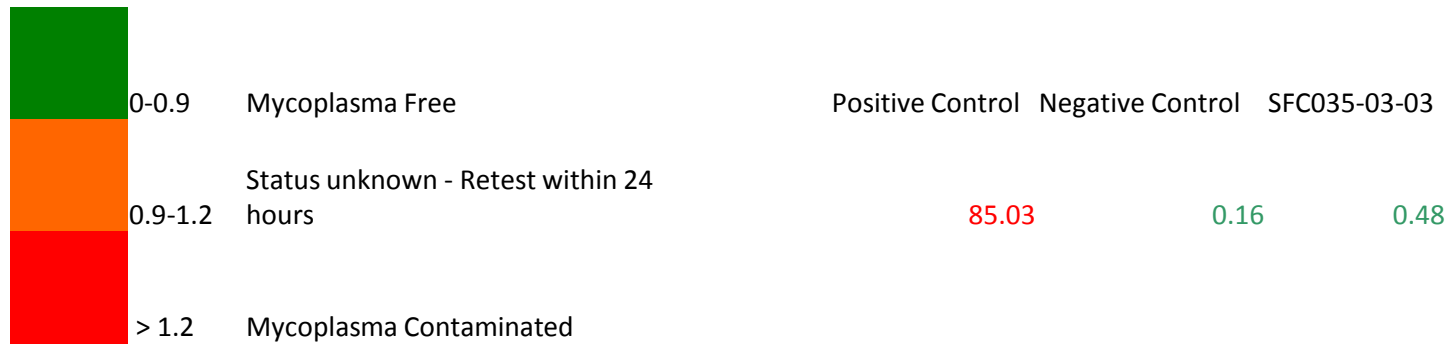 0-0.9 Mycoplasma Free Positive Control Negative Control SFC035-03-03
Status unknown - Retest within 24
0.9-1.2 hours 85.03 0.16 0.48
> 1.2 Mycoplasma Contaminated